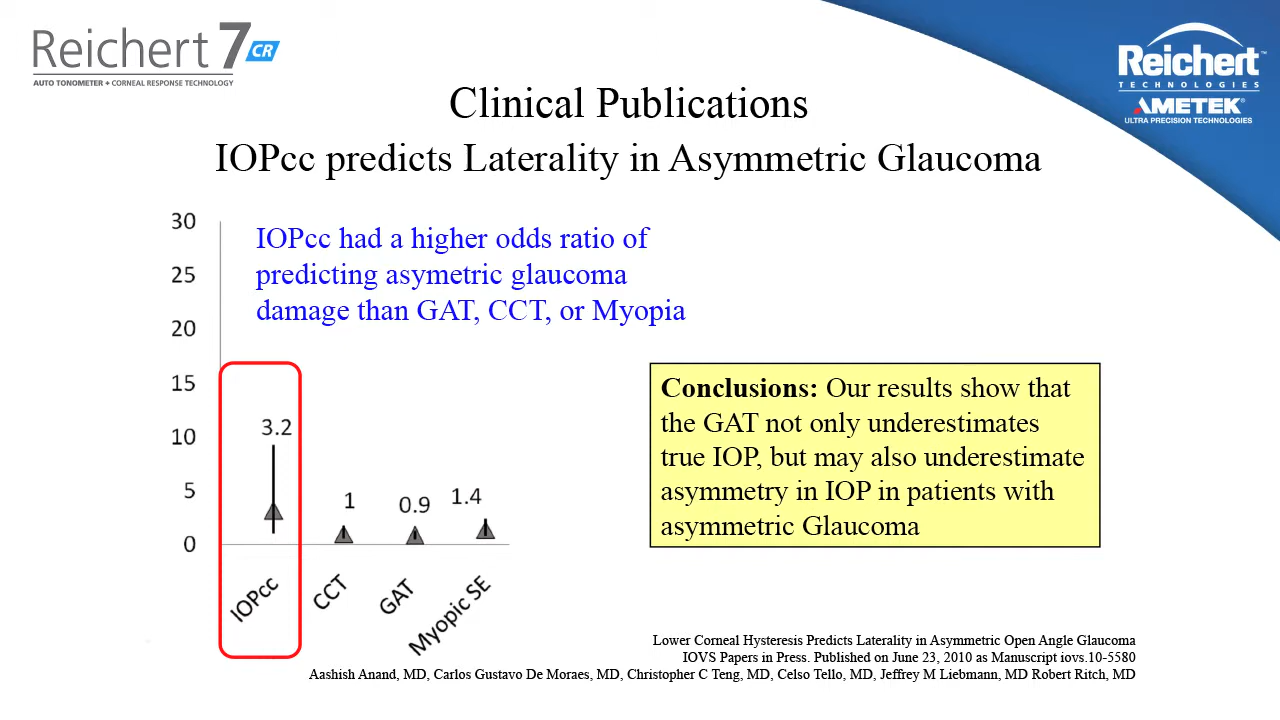 Reichert 7 CR
AUTO TONOMETER + CORNEAL RESPONSE TECHNOLOGY
Reichert™
TECHNOLOGIES
AMETEK®
ULTRA PRECISION TECHNOLOGIES
Clinical Publications
IOPcc predicts Laterality in Asymmetric Glaucoma
IOPcc had a higher odds ratio of
predicting asymetric glaucoma
damage than GAT, CCT, or Myopia
30
25
20
15
10
5
0
3.2
1
0.9
1.4
IOPcc
CCT
GAT
Myopic SE
Conclusions: Our results show that
the GAT not only underestimates
true IOP, but may also underestimate
asymmetry in IOP in patients with
asymmetric Glaucoma
Lower Corneal Hysteresis Predicts Laterality in Asymmetric Open Angle Glaucoma
IOVS Papers in Press. Published on June 23, 2010 as Manuscript iovs.10-5580
Aashish Anand, MD, Carlos Gustavo De Moraes, MD, Christopher C Teng, MD, Celso Tello, MD, Jeffrey M Liebmann, MD Robert Ritch, MD